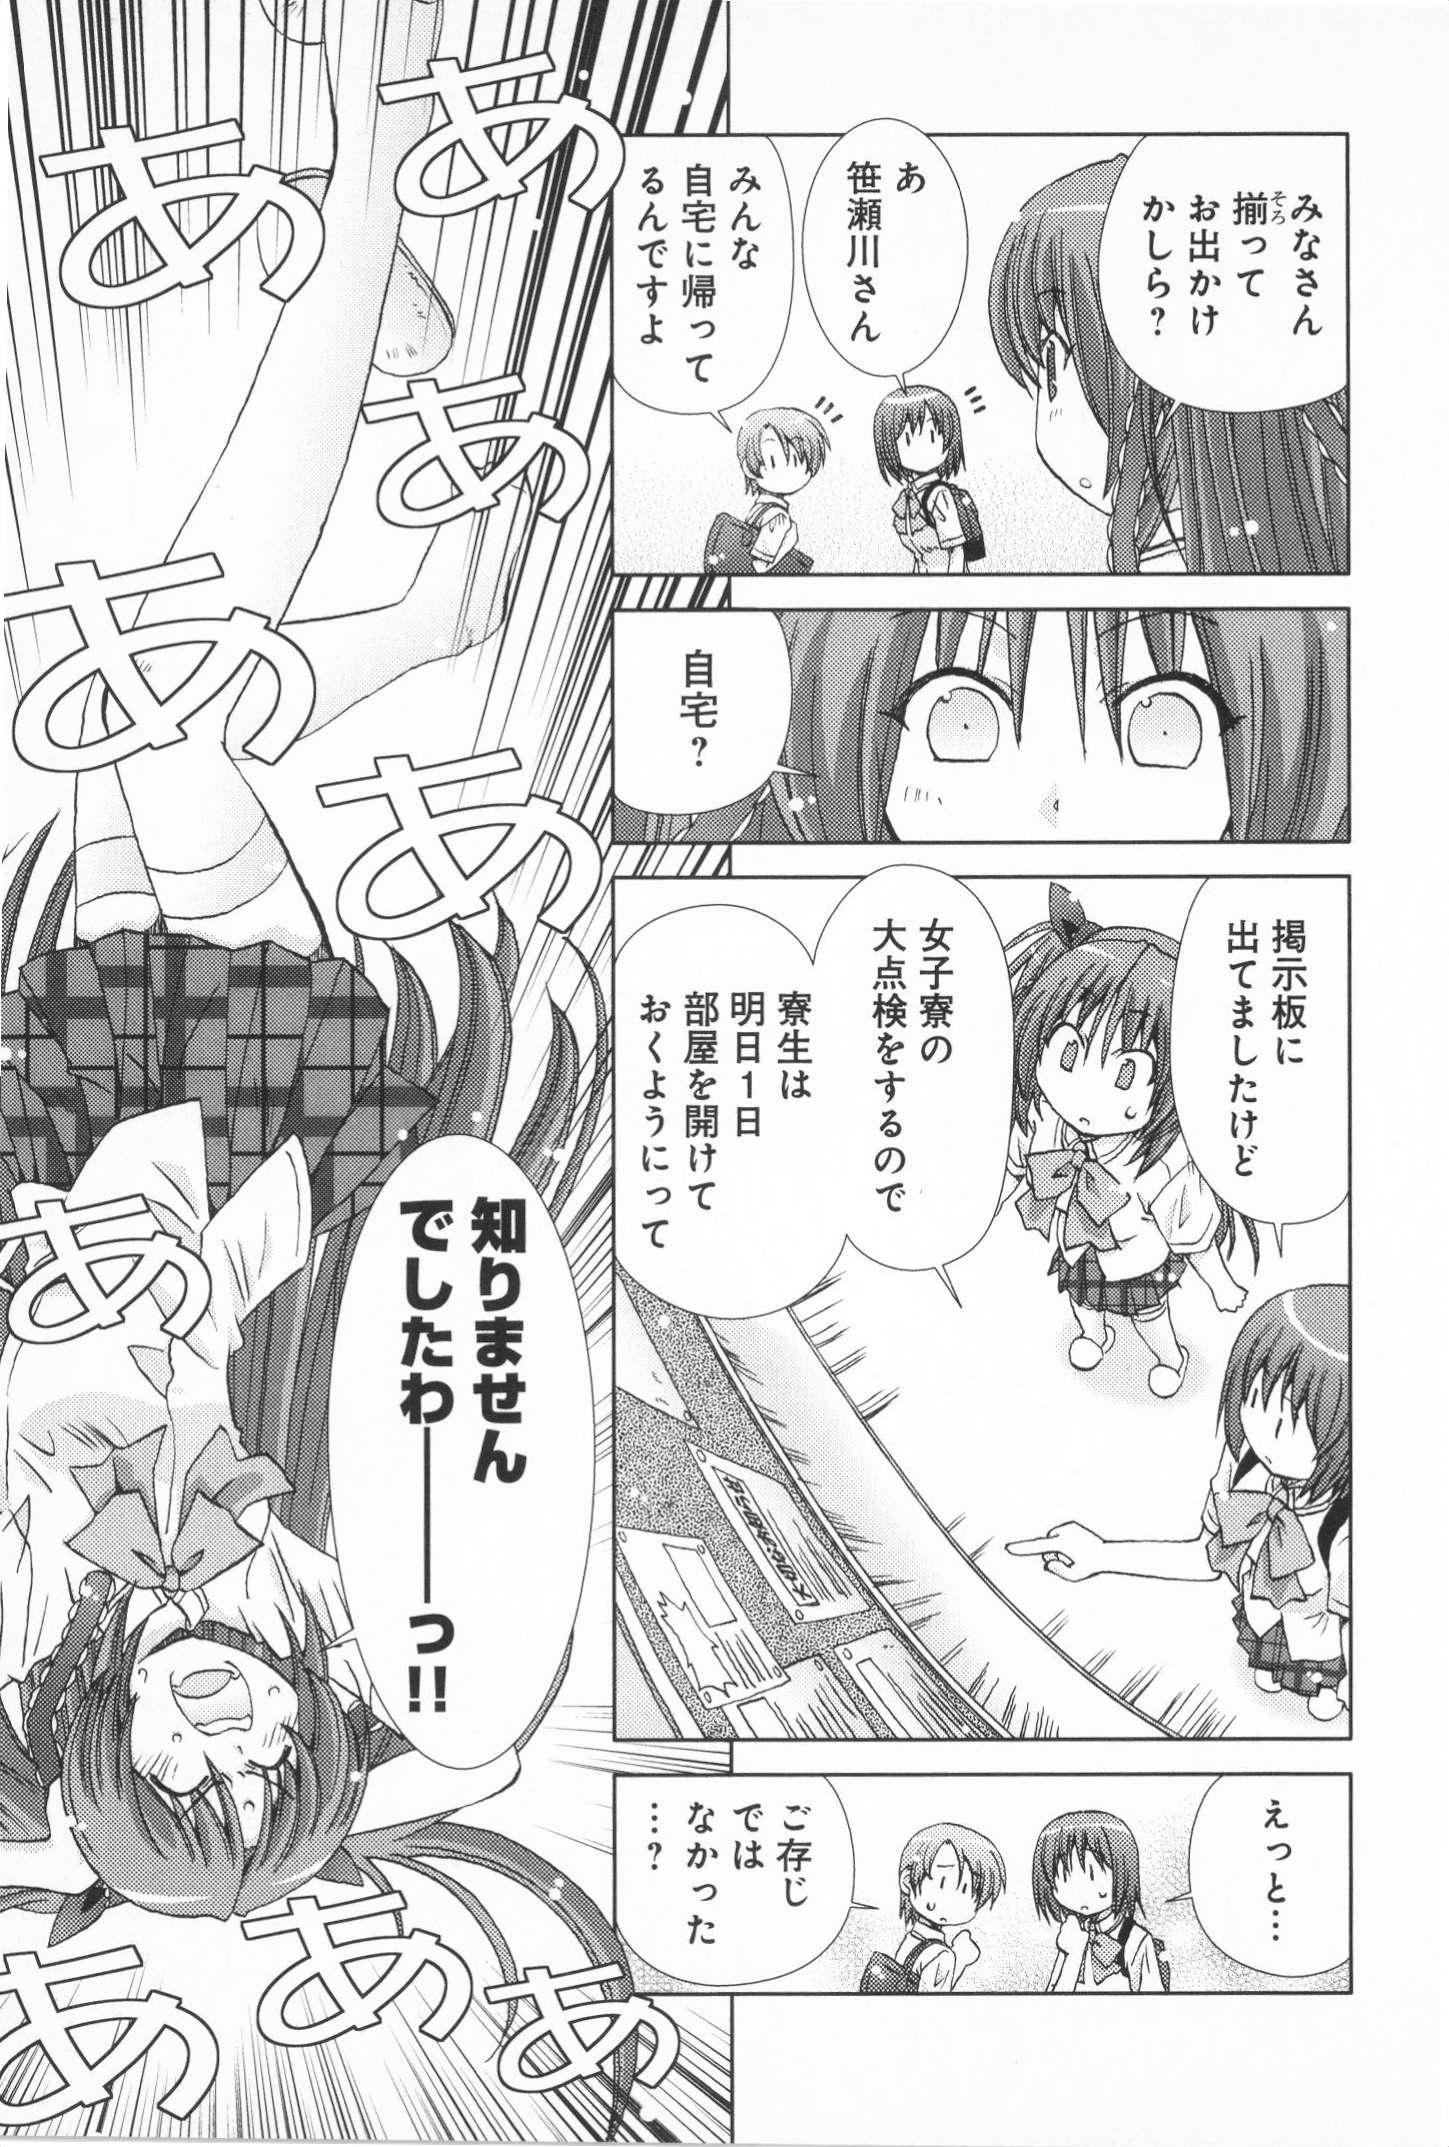 みなさん
揃って
そろ
お出かけ
かしら？
あ
笹瀬川さん
みんな
自宅に帰って
るんですよ
自宅？
掲示板に
出てましたけど
女子寮の
大点検をするので
寮生は
明日１日
部屋を開けて
おくようにって
えっと…
ご存じ
では
なかった
…？
知りません
でしたわ――っ!!
あ
あ
あ
あ
あ
あ
あ
あ
あ